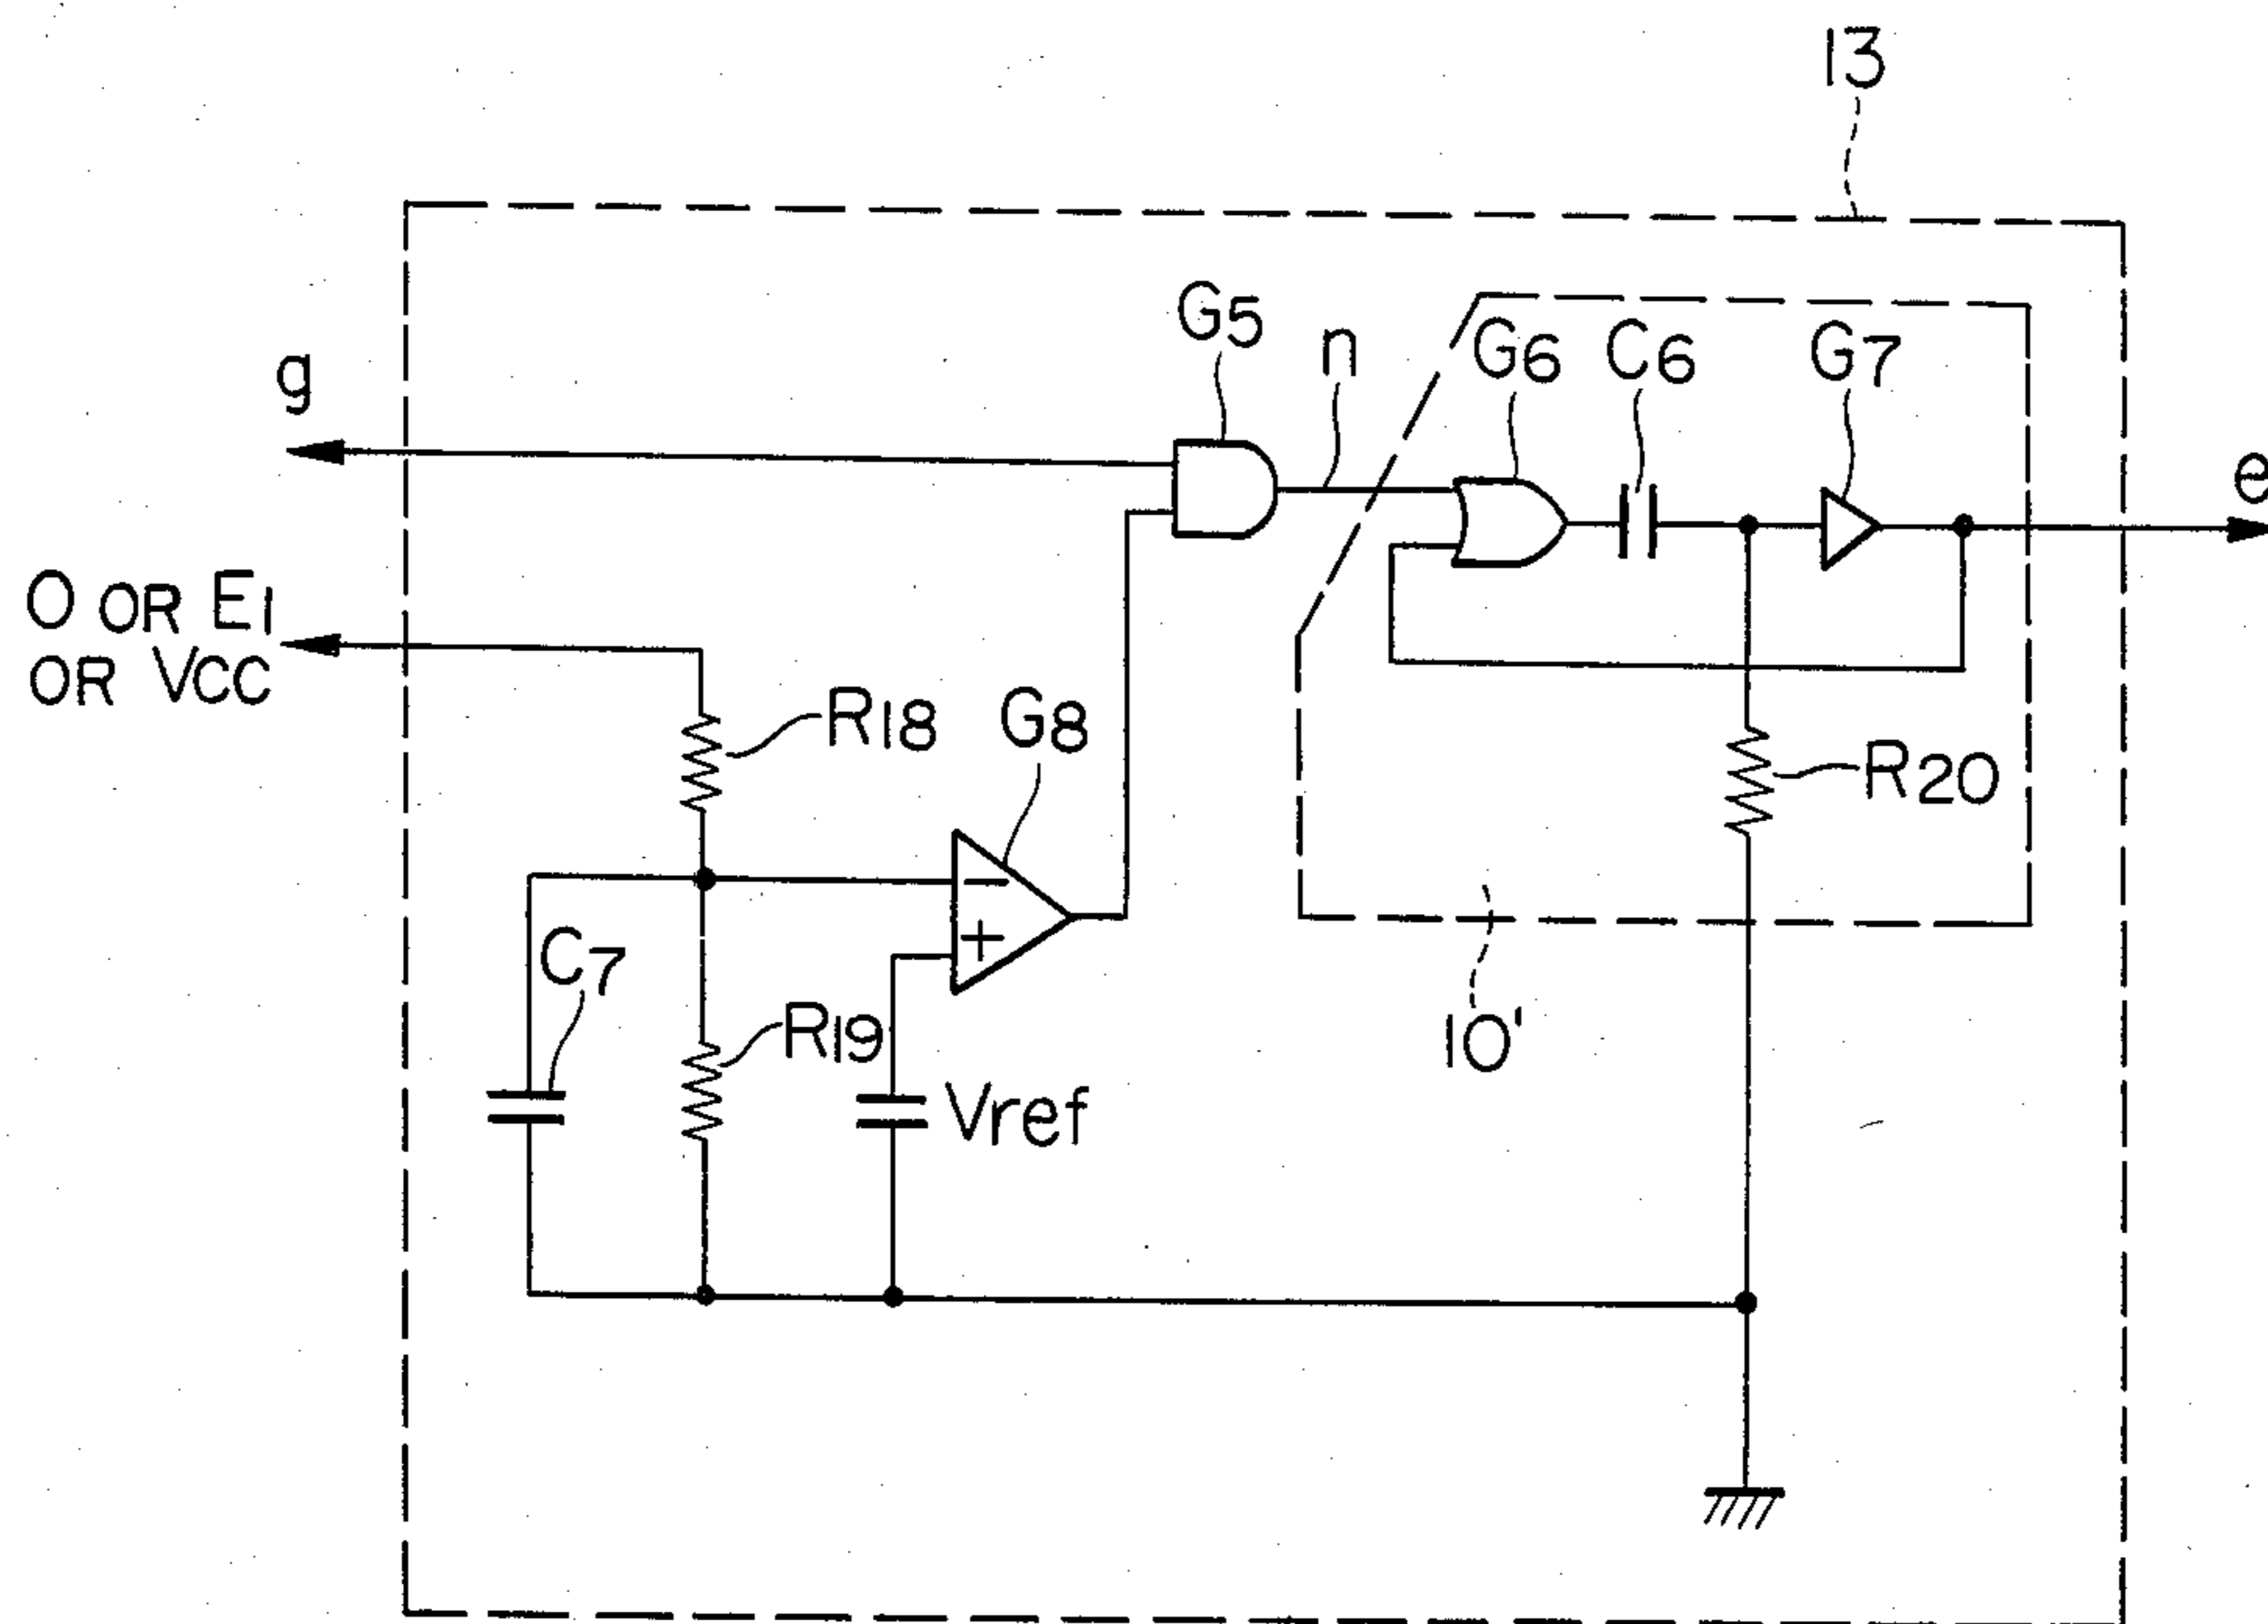 13
G5
n
G6
C6
G7
g
e
O OR E1
OR VCC
R18
G8
R20
C7
R19
10'
Vref